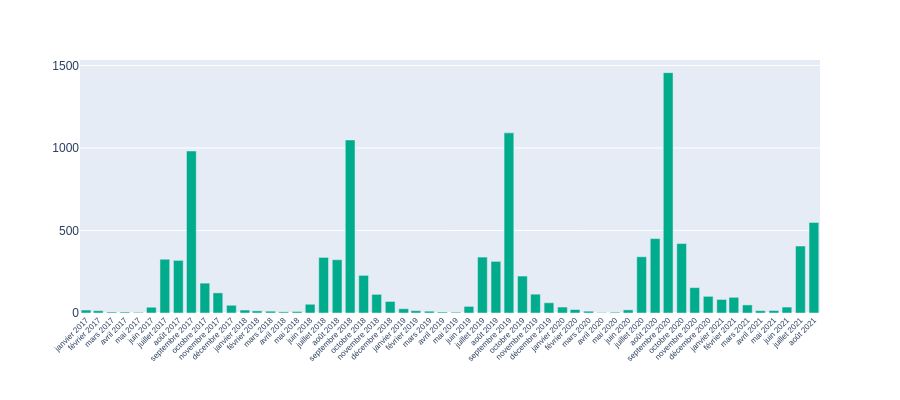 1500
1000
500
0
janvier 2017
février 2017
mars 2017
avril 2017
mai 2017
juin 2017
juillet 2017
août 2017
septembre 2017
octobre 2017
novembre 2017
décembre 2017
janvier 2018
février 2018
mars 2018
avril 2018
mai 2018
juin 2018
juillet 2018
août 2018
septembre 2018
octobre 2018
novembre 2018
décembre 2018
janvier 2019
février 2019
mars 2019
avril 2019
mai 2019
juin 2019
juillet 2019
août 2019
septembre 2019
octobre 2019
novembre 2019
décembre 2019
janvier 2020
février 2020
mars 2020
avril 2020
mai 2020
juin 2020
juillet 2020
août 2020
septembre 2020
octobre 2020
novembre 2020
décembre 2020
janvier 2021
février 2021
mars 2021
avril 2021
mai 2021
juin 2021
juillet 2021
août 2021